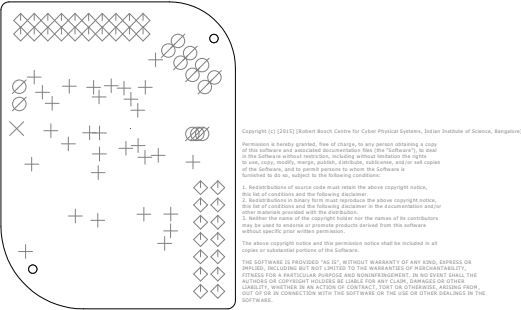 Copyright (c) [2015] [Robert Bosch Centre for Cyber Physical Systems, Indian Institute of Science, Bangalore]
Permission is hereby granted, free of charge, to any person obtaining a copy
of this software and associated documentation files (the "Software"), to deal
in the Software without restriction, including without limitation the rights
to use, copy, modify, merge, publish, distribute, sublicense, and/or sell copies
of the Software, and to permit persons to whom the Software is
furnished to do so, subject to the following conditions:
1. Redistributions of source code must retain the above copyright notice,
this list of conditions and the following disclaimer.
2. Redistributions in binary form must reproduce the above copyright notice,
this list of conditions and the following disclaimer in the documentation and/or
other materials provided with the distribution.
3. Neither the name of the copyright holder nor the names of its contributors
may be used to endorse or promote products derived from this software
without specific prior written permission.
The above copyright notice and this permission notice shall be included in all
copies or substantial portions of the Software.
THE SOFTWARE IS PROVIDED "AS IS", WITHOUT WARRANTY OF ANY KIND, EXPRESS OR
IMPLIED, INCLUDING BUT NOT LIMITED TO THE WARRANTIES OF MERCHANTABILITY,
FITNESS FOR A PARTICULAR PURPOSE AND NONINFRINGEMENT. IN NO EVENT SHALL THE
AUTHORS OR COPYRIGHT HOLDERS BE LIABLE FOR ANY CLAIM, DAMAGES OR OTHER
LIABILITY, WHETHER IN AN ACTION OF CONTRACT, TORT OR OTHERWISE, ARISING FROM,
OUT OF OR IN CONNECTION WITH THE SOFTWARE OR THE USE OR OTHER DEALINGS IN THE
SOFTWARE.